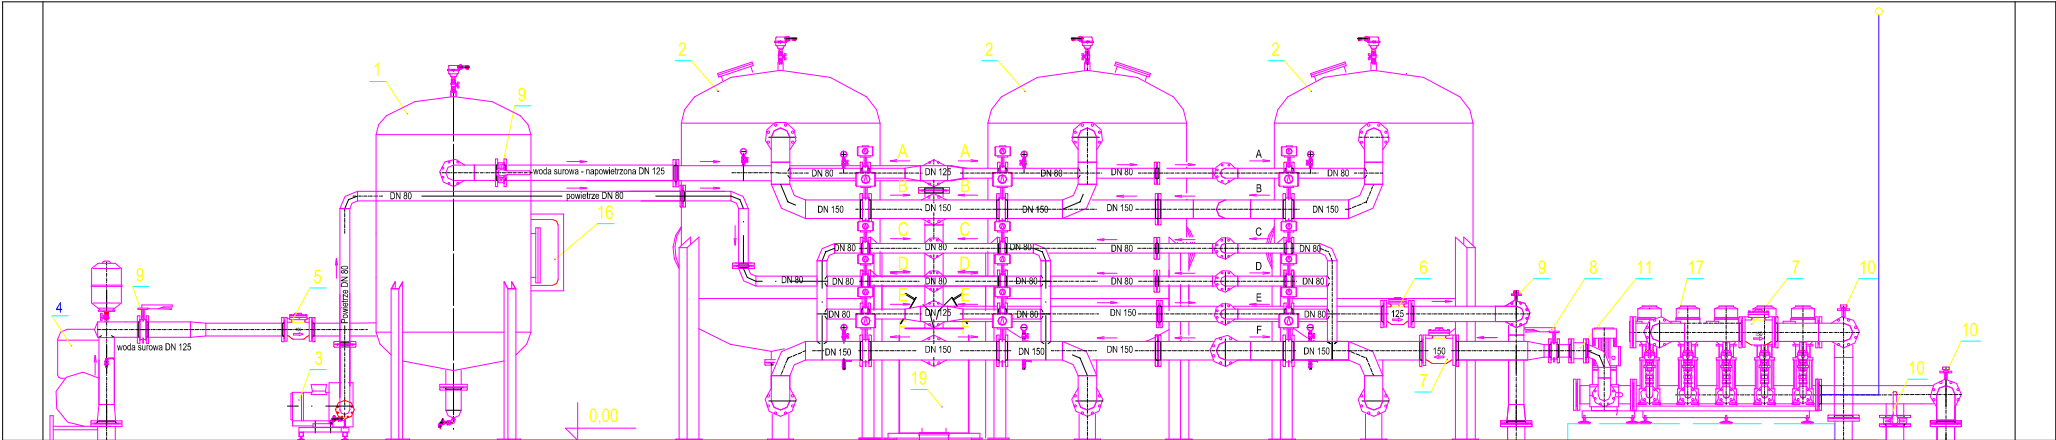 1
2
2
2
9
A
A
A
woda surowa - napowietrzona DN 125
DN 80
DN 125
DN 80
DN 80
DN 80
DN 80
powietrze DN 80
B
B
B
DN 150
DN 150
DN 150
DN 150
DN 150
16
C
C
C
DN 80
DN 80
DN 80
DN 80
DN 80
Powietrze DN 80
D
D
D
DN 80
DN 80
DN 80
DN 80
DN 80
DN 80
9
5
4
6
9
8
11
17
7
10
E
E
E
DN 80
DN 125
DN 80
DN 150
DN 80
125
woda surowa DN 125
F
DN 150
DN 150
DN 150
DN 150
DN 150
150
3
19
7
10
10
0,00